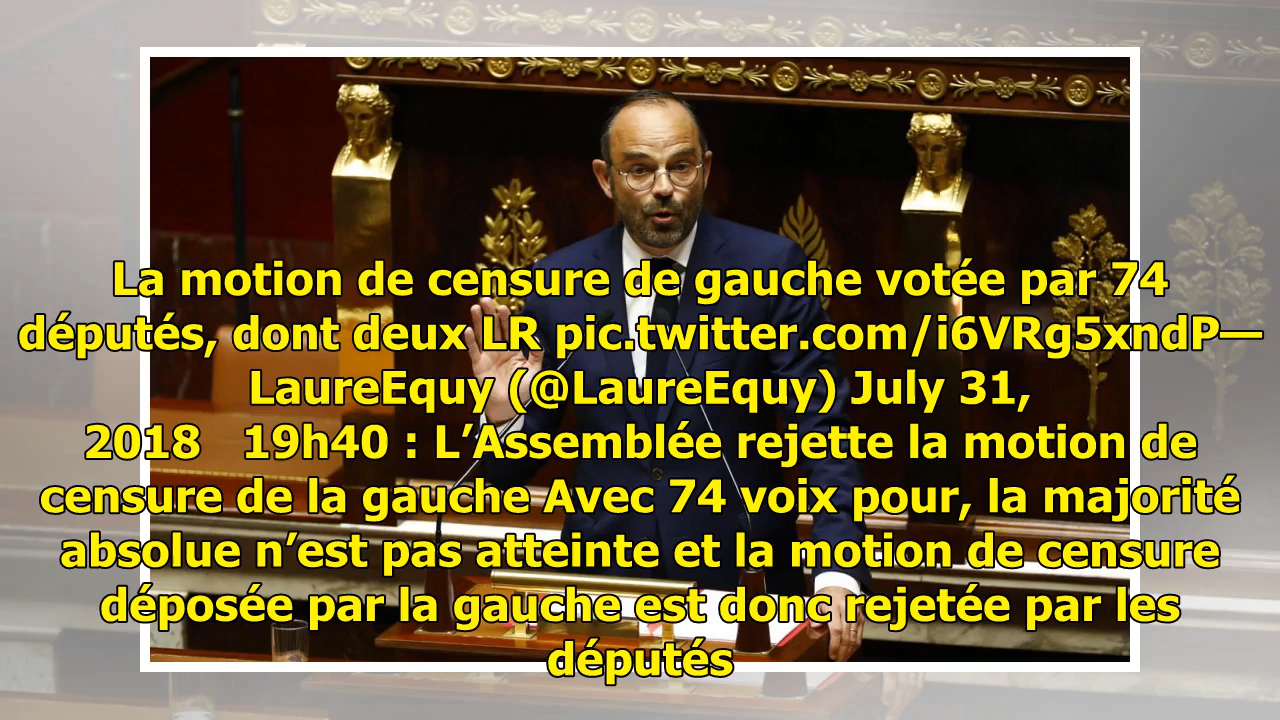 La motion de censure de gauche votée par 74
députés, dont deux LR pic.twitter.com/i6VRg5xndP—
LaureEquy (@LaureEquy) July 31,
2018   19h40 : L’Assemblée rejette la motion de
censure de la gauche Avec 74 voix pour, la majorité
absolue n’est pas atteinte et la motion de censure
déposée par la gauche est donc rejetée par les
députés